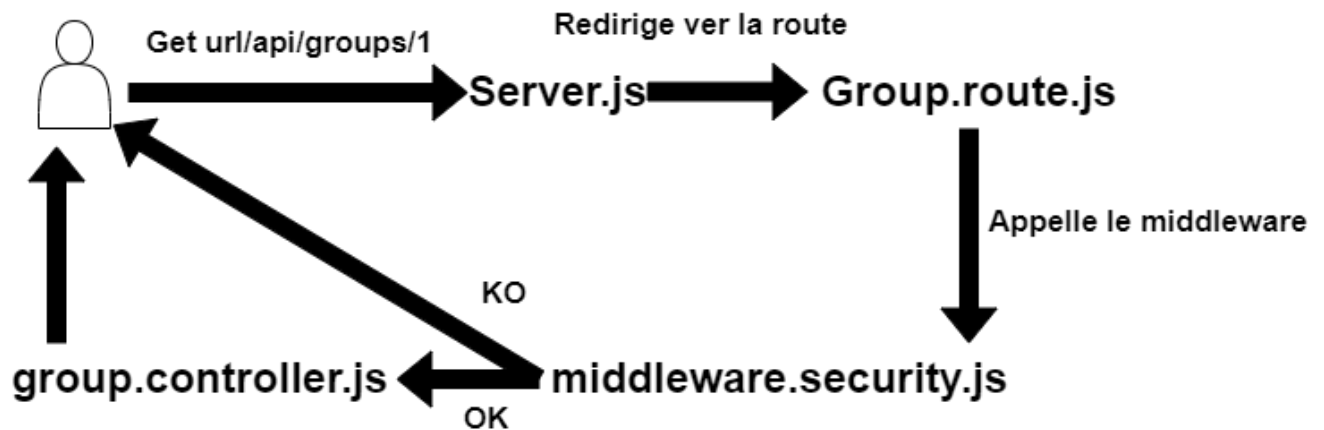 Get url/api/groups/1
Redirige ver la route
Server.js
Group.route.js
Appelle le middleware
KO
group.controller.js
middleware.security.js
OK